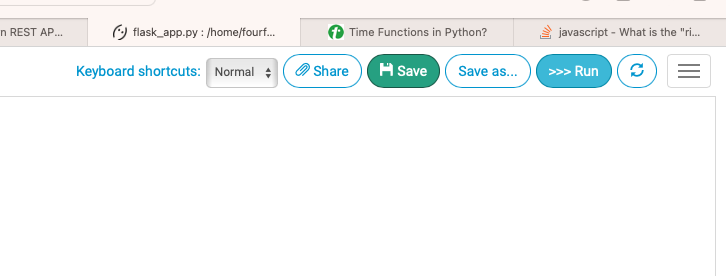 n REST AP...
flask_app.py : /home/fourf...
Time Functions in Python?
javascript - What is the "ri...
Keyboard shortcuts: Normal Share Save Save as... >>> Run